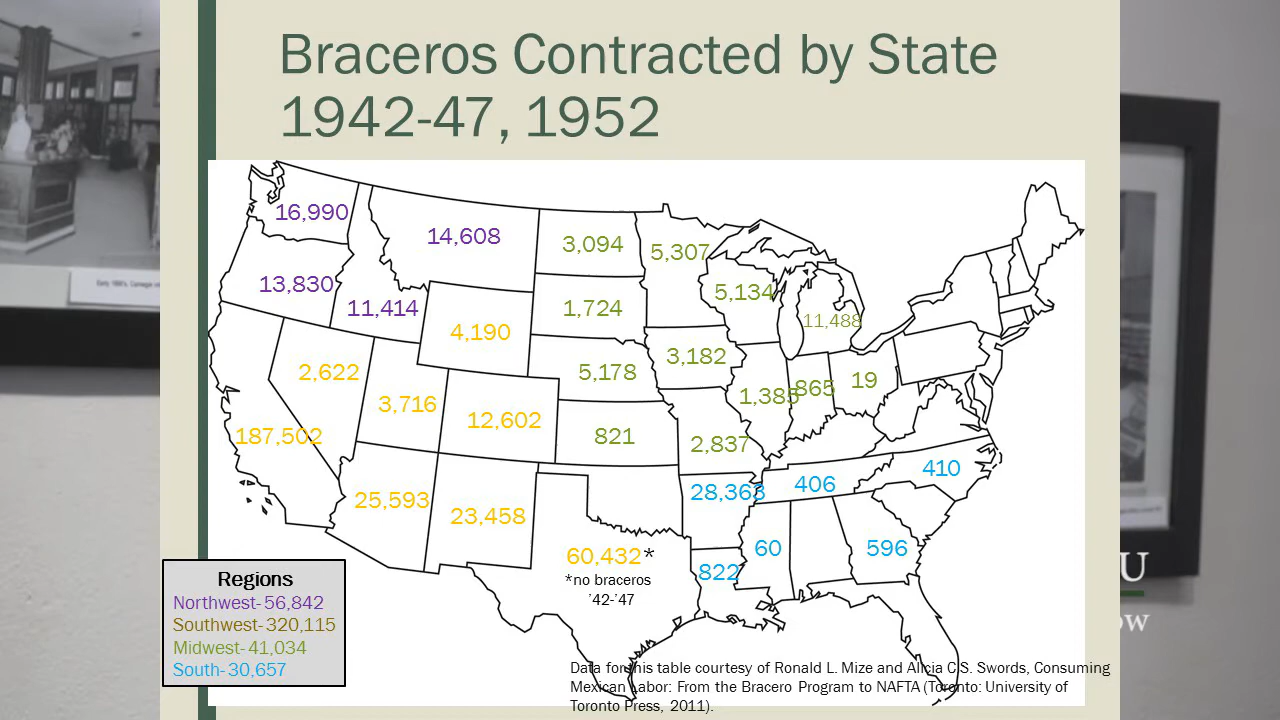 Braceros Contracted by State
1942-47, 1952
16,990
14,608
3,094
5,307
13,830
11,414
1,724
5,134
11,488
4,190
2,622
5,178
3,182
3,716
12,602
1,385
865
19
187,502
821
2,837
25,593
23,458
28,363
406
410
60,432*
*no braceros
'42-'47
60
596
822
Regions
Northwest- 56,842
Southwest- 320,115
Midwest- 41,034
South- 30,657
Data for this table courtesy of Ronald L. Mize and Alicia C.S. Swords, Consuming
Mexican Labor: From the Bracero Program to NAFTA (Toronto: University of
Toronto Press, 2011).
U
ow